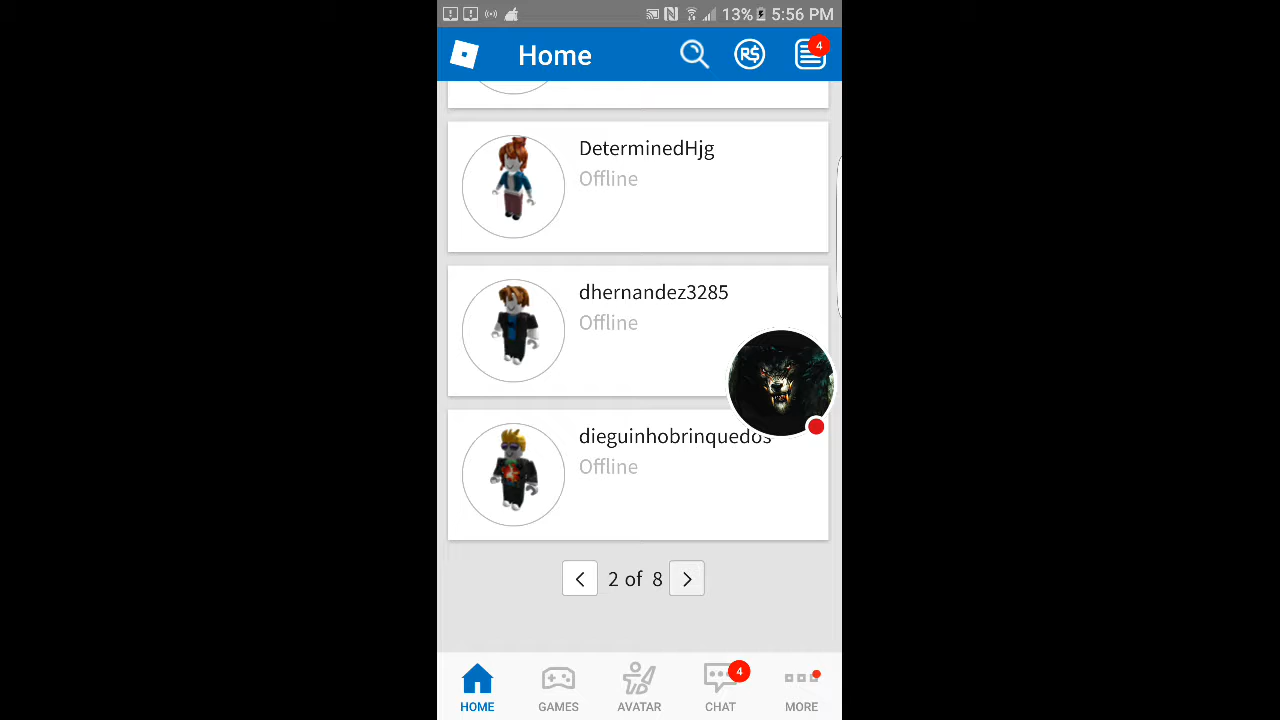 13% 5:56 PM
Home
R$
4
DeterminedHjg
Offline
dhernandez3285
Offline
dieguinhobrinquedos
Offline
2 of 8
4
HOME
GAMES
AVATAR
CHAT
MORE